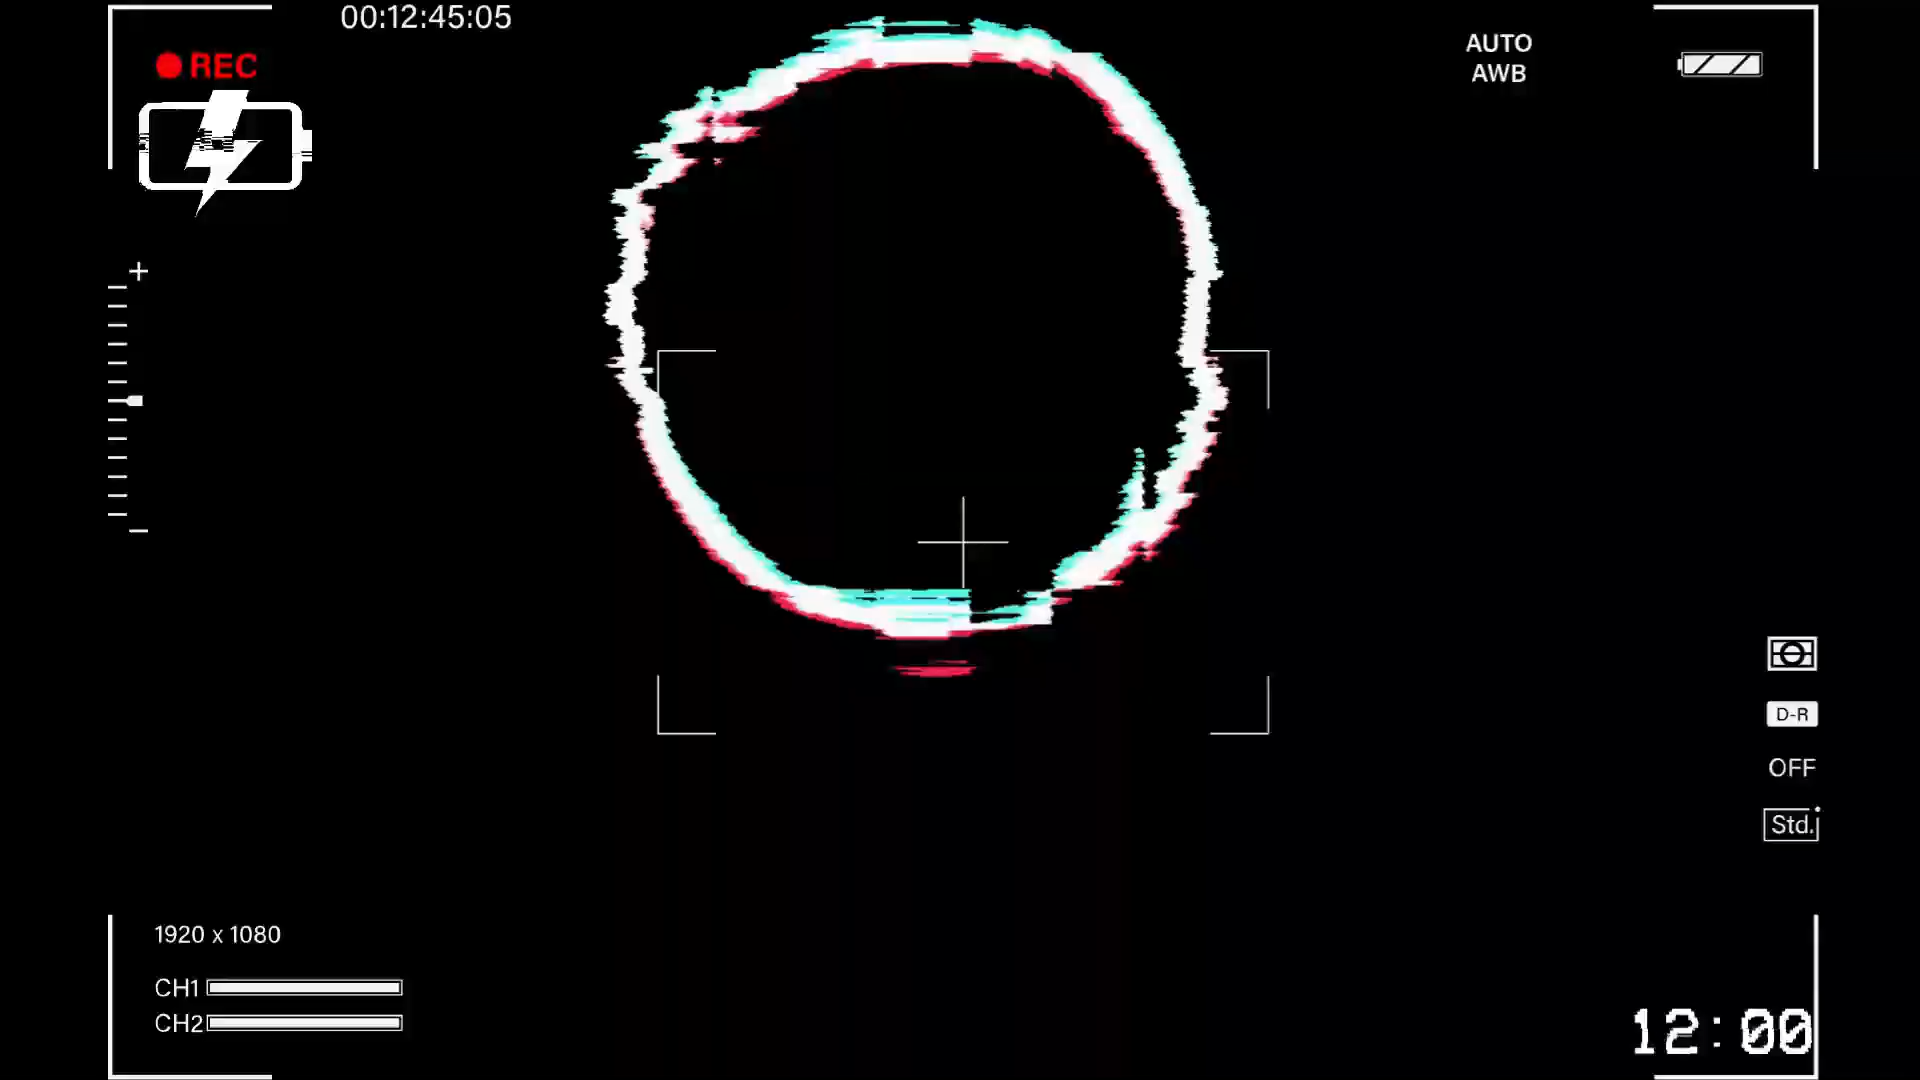 00:12:45:05
REC
AUTO
AWB
D-R
OFF
Std.
1920 x 1080
CH1
CH2
12:00